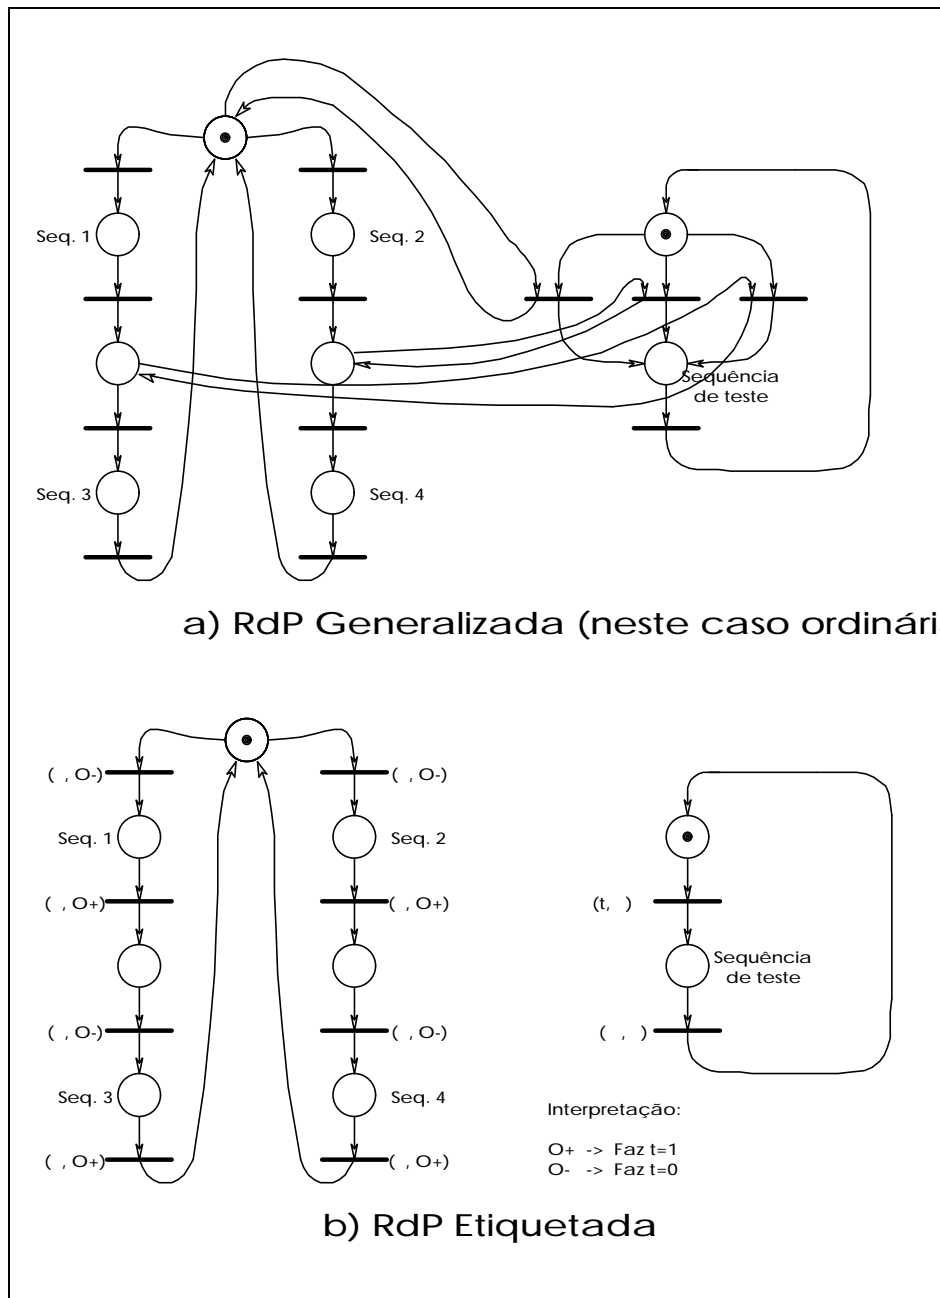 Seq. 1
Seq. 2
Sequência
de teste
Seq. 3
Seq. 4
a) RdP Generalizada (neste caso ordinári
( , O-)
( , O-)
Seq. 1
Seq. 2
( , O+)
( , O+)
(t, )
Sequência
de teste
( , O-)
( , O-)
( , )
Seq. 3
Seq. 4
Interpretação:
( , O+)
( , O+)
O+ -> Faz t=1
O- -> Faz t=0
b) RdP Etiquetada